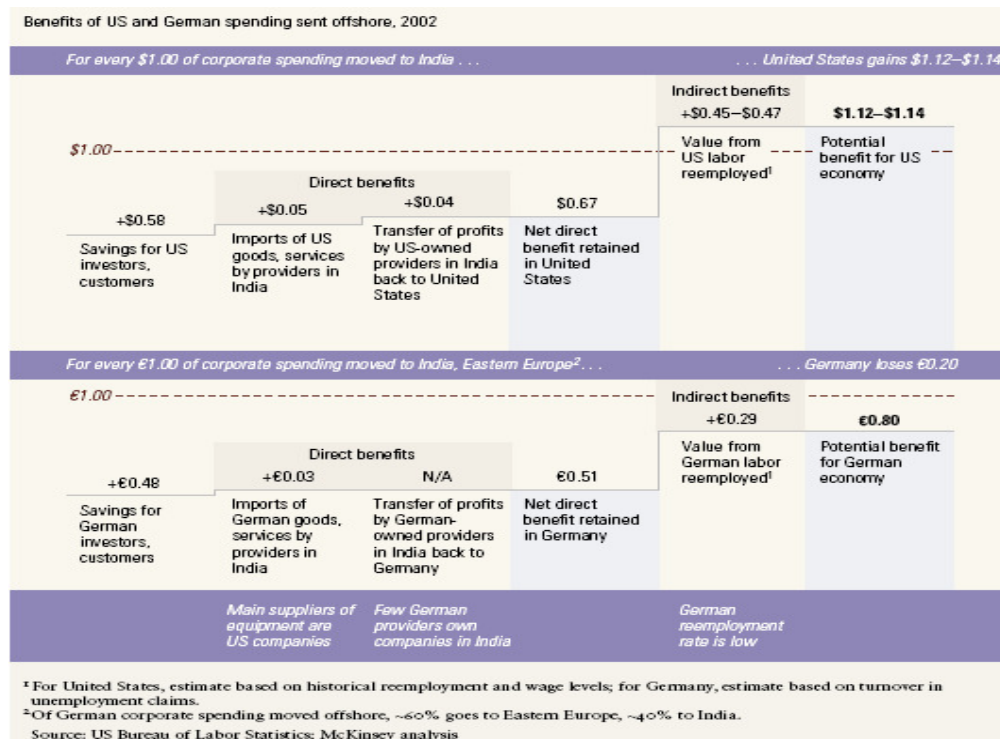 Benefits of US and German spending sent offshore, 2002
For every $1.00 of corporate spending moved to India . . .
. . . United States gains $1.12–$1.14
Indirect benefits
+$0.45–$0.47
$1.12–$1.14
$1.00
Value from
US labor
reemployed¹
Potential
benefit for US
economy
Direct benefits
+$0.58
+$0.05
+$0.04
$0.67
Savings for US
investors,
customers
Imports of US
goods, services
by providers in
India
Transfer of profits
by US-owned
providers in India
back to United
States
Net direct
benefit retained
in United
States
For every €1.00 of corporate spending moved to India, Eastern Europe² . . .
. . . Germany loses €0.20
€1.00
Indirect benefits
+€0.29
€0.80
Value from
German labor
reemployed¹
Potential benefit
for German
economy
Direct benefits
+€0.48
+€0.03
N/A
€0.51
Savings for
German
investors,
customers
Imports of
German goods,
services by
providers in
India
Transfer of profits
by German-
owned providers
in India back to
Germany
Net direct
benefit retained
in Germany
Main suppliers of
equipment are
US companies
Few German
providers own
companies in India
German
reemployment
rate is low
¹For United States, estimate based on historical reemployment and wage levels; for Germany, estimate based on turnover in
unemployment claims.
²Of German corporate spending moved offshore, ~60% goes to Eastern Europe, ~40% to India.
Source: US Bureau of Labor Statistics; McKinsey analysis